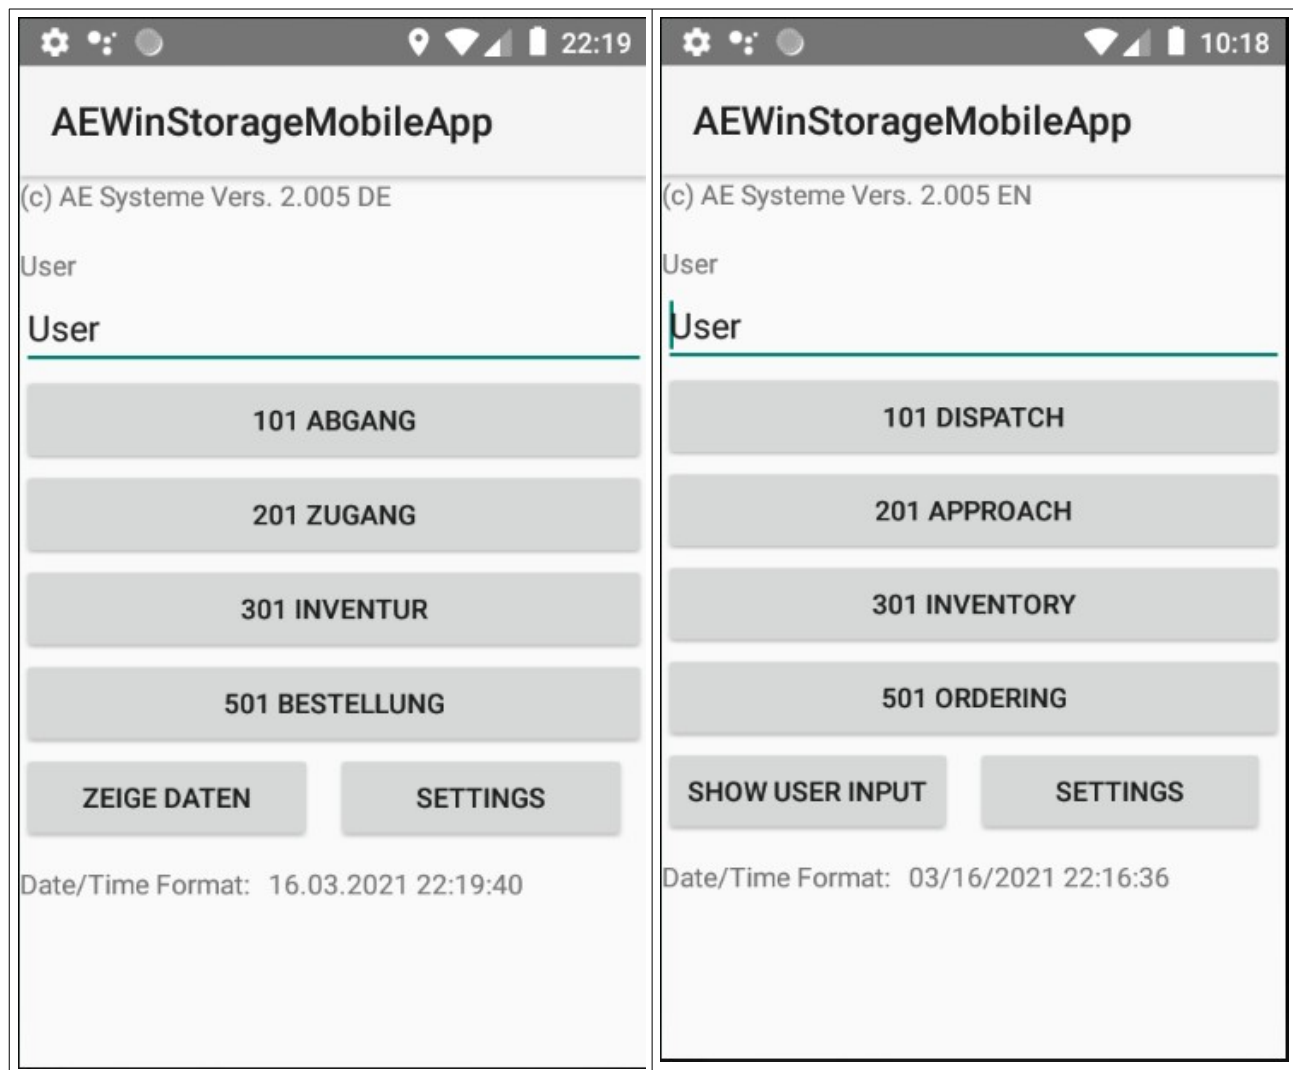 22:19
AEWinStorageMobileApp
(c) AE Systeme Vers. 2.005 DE
User
User
101 ABGANG
201 ZUGANG
301 INVENTUR
501 BESTELLUNG
ZEIGE DATEN SETTINGS
Date/Time Format: 16.03.2021 22:19:40
10:18
AEWinStorageMobileApp
(c) AE Systeme Vers. 2.005 EN
User
User
101 DISPATCH
201 APPROACH
301 INVENTORY
501 ORDERING
SHOW USER INPUT SETTINGS
Date/Time Format: 03/16/2021 22:16:36